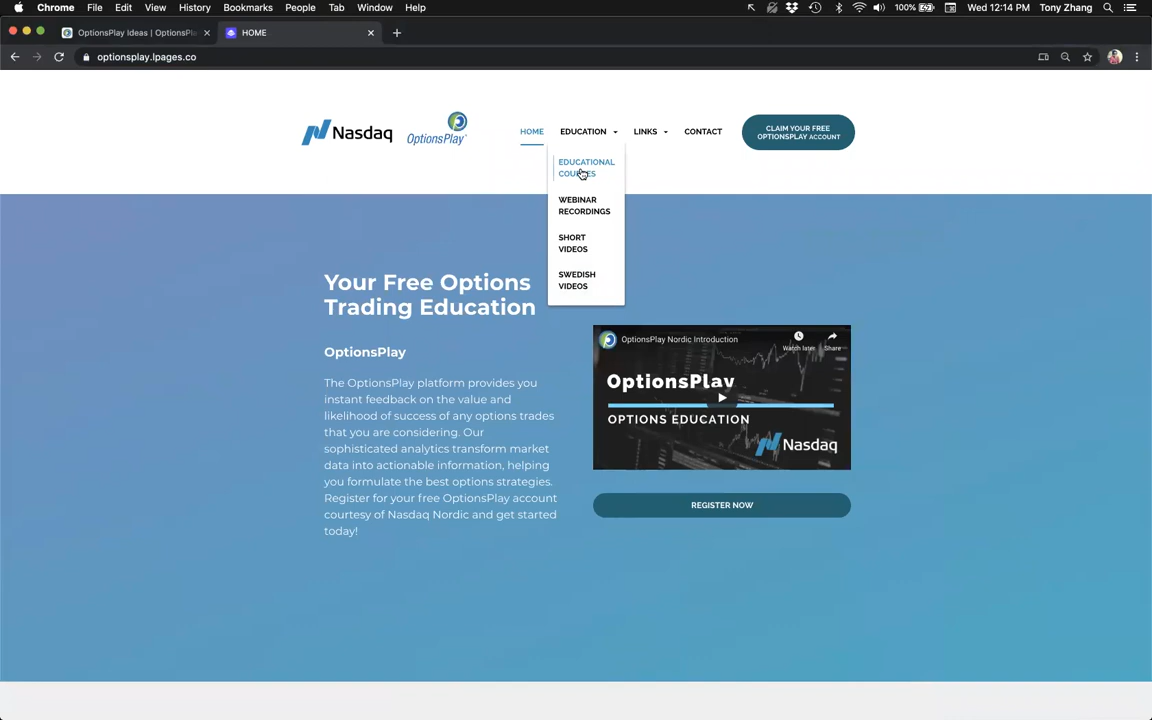 Chrome File Edit View History Bookmarks People Tab Window Help 100% Wed 12:14 PM Tony Zhang
OptionsPlay Ideas | OptionsPla
HOME
optionsplay.lpages.co
Nasdaq
OptionsPlay
HOME EDUCATION LINKS CONTACT
CLAIM YOUR FREE
OPTIONSPLAY ACCOUNT
EDUCATIONAL
COURSES
WEBINAR
RECORDINGS
SHORT
VIDEOS
SWEDISH
VIDEOS
Your Free Options
Trading Education
OptionsPlay
The OptionsPlay platform provides you
instant feedback on the value and
likelihood of success of any options trades
that you are considering. Our
sophisticated analytics transform market
data into actionable information, helping
you formulate the best options strategies.
Register for your free OptionsPlay account
courtesy of Nasdaq Nordic and get started
today!
OptionsPlay Nordic Introduction
Watch later
Share
OptionsPlay
OPTIONS EDUCATION
Nasdaq
REGISTER NOW